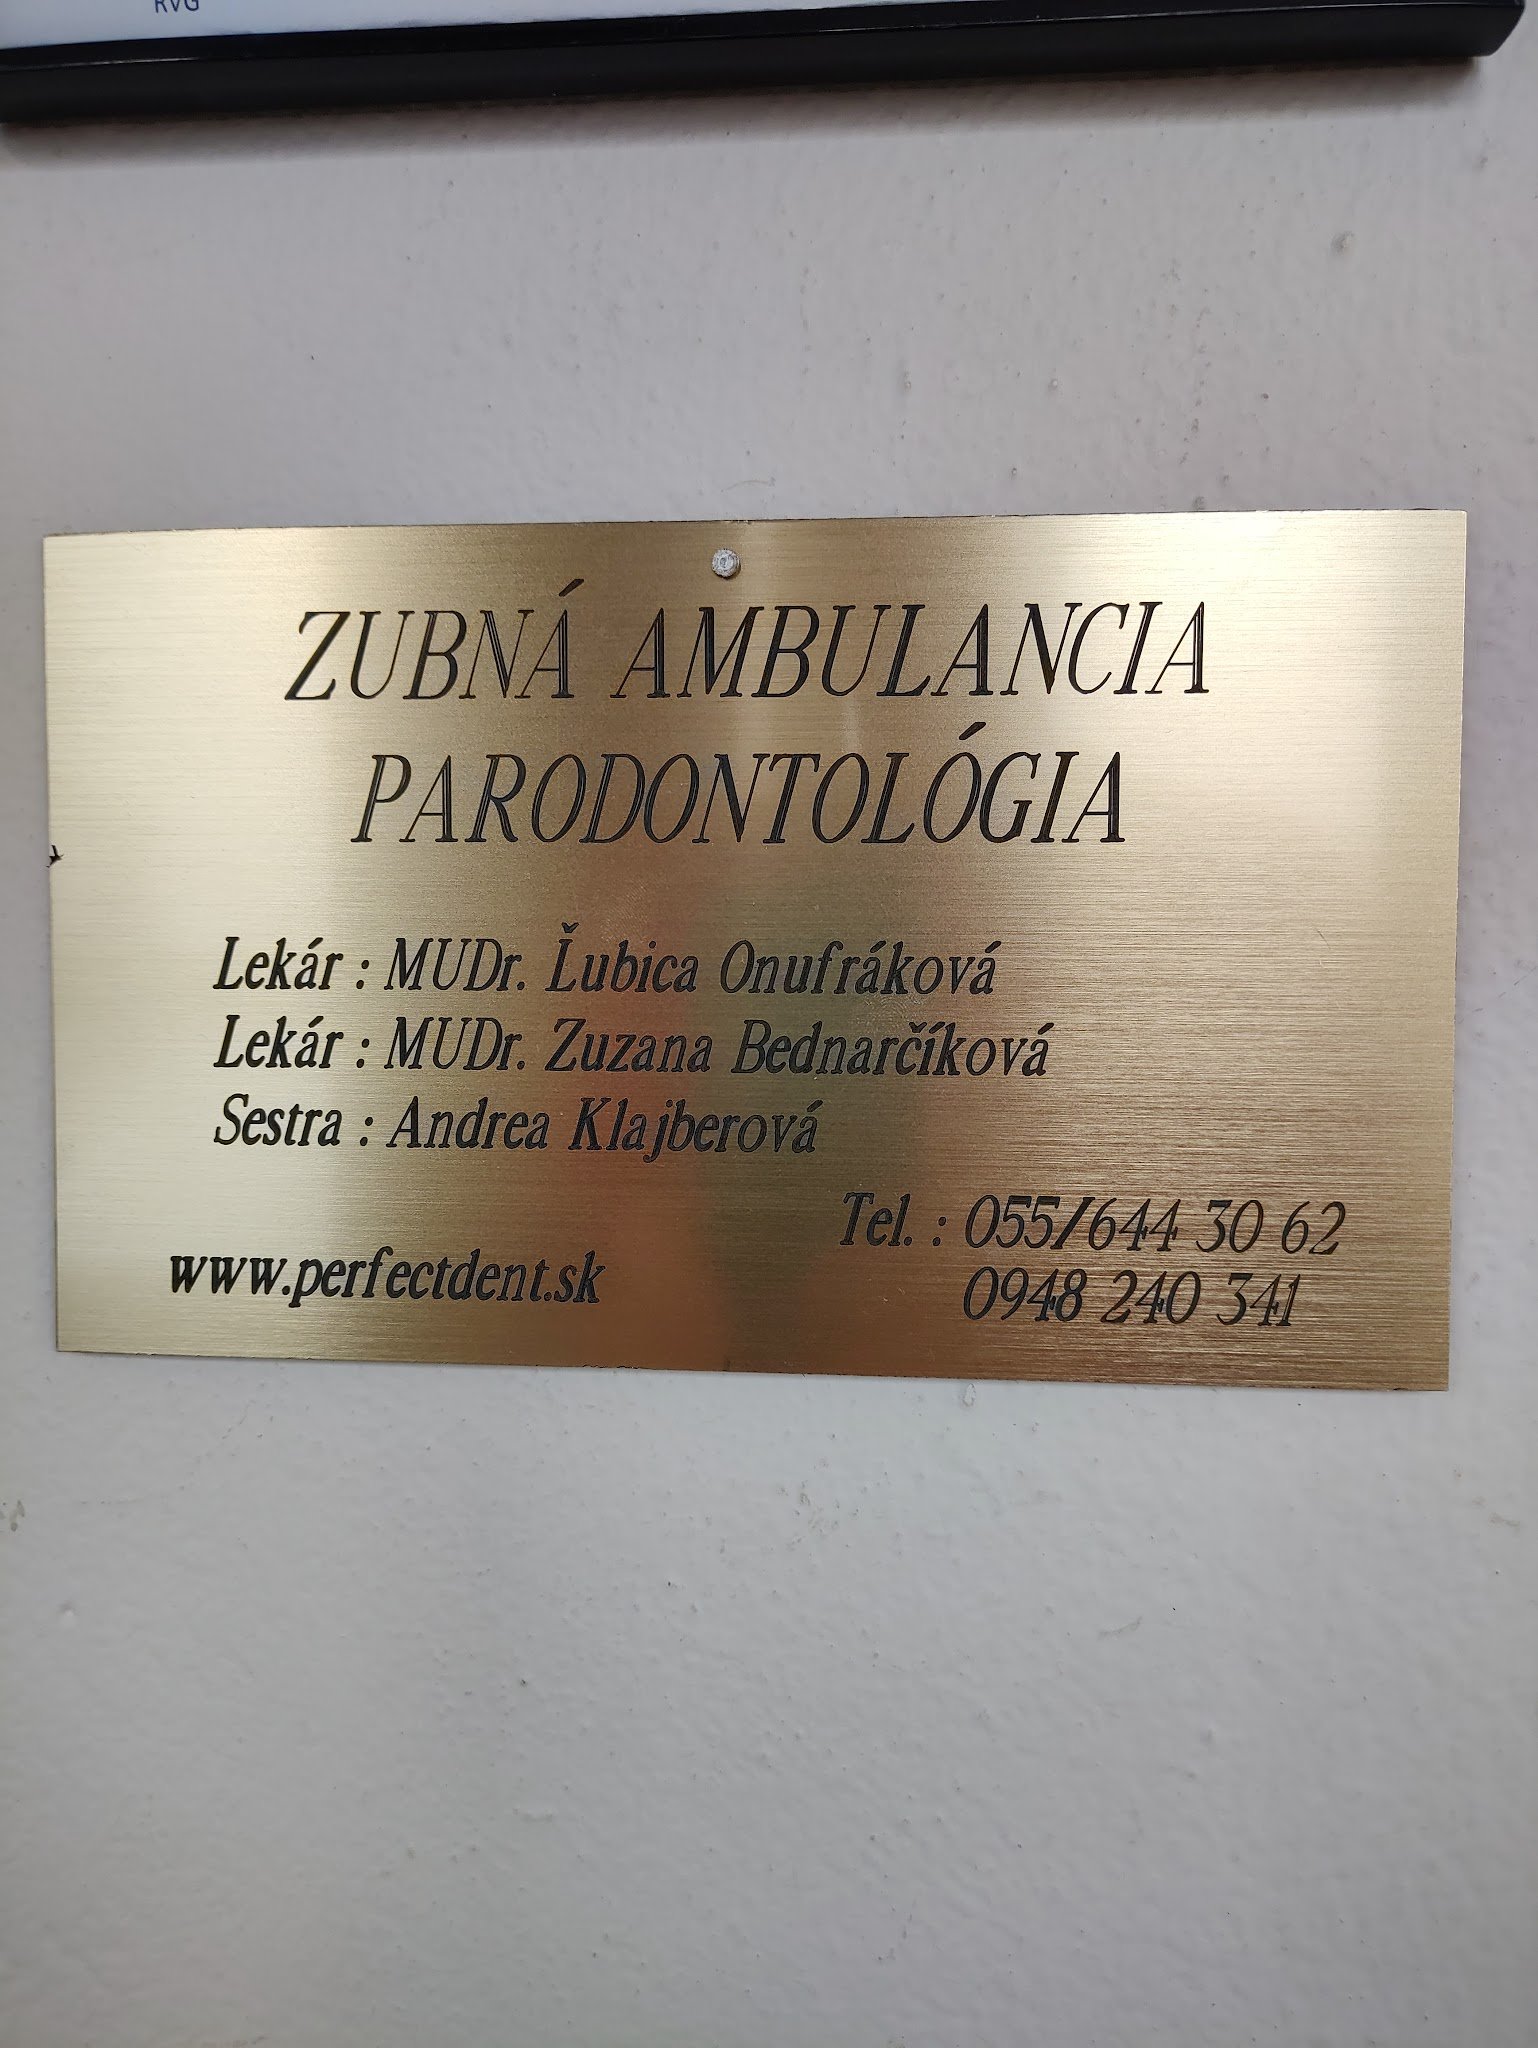 RVG
ZUBNÁ AMBULANCIA
PARODONTOLÓGIA
Lekár : MUDr. Ľubica Onufráková
Lekár : MUDr. Zuzana Bednarčíková
Sestra : Andrea Klajberová
Tel. : 055/644 30 62
www.perfectdent.sk
0948 240 341